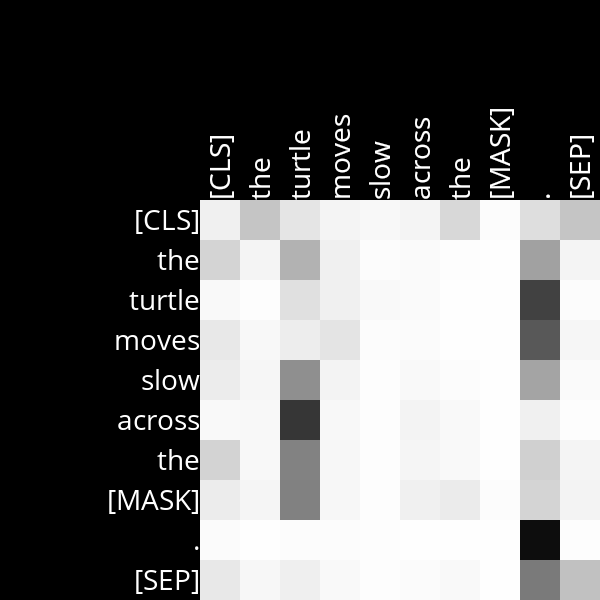 [CLS] the turtle moves slow across the [MASK] . [SEP]
[CLS]
the
turtle
moves
slow
across
the
[MASK]
.
[SEP]